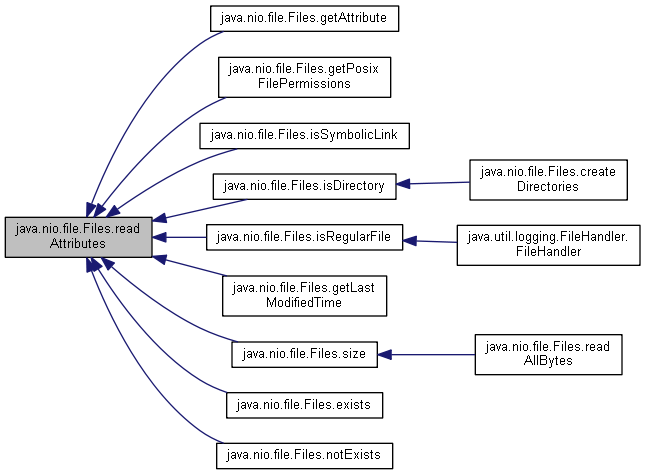 java.nio.file.Files.getAttribute
java.nio.file.Files.getPosix
FilePermissions
java.nio.file.Files.isSymbolicLink
java.nio.file.Files.isDirectory
java.nio.file.Files.create
Directories
java.nio.file.Files.read
Attributes
java.nio.file.Files.isRegularFile
java.util.logging.FileHandler.
FileHandler
java.nio.file.Files.getLast
ModifiedTime
java.nio.file.Files.size
java.nio.file.Files.read
AllBytes
java.nio.file.Files.exists
java.nio.file.Files.notExists